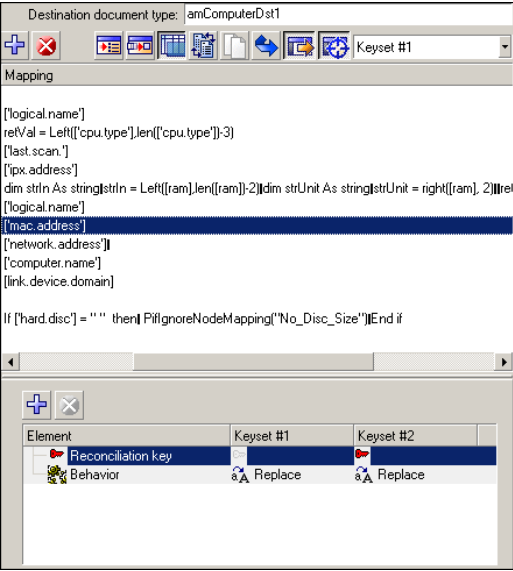 Destination document type: amComputerDst1
Keyset #1
Mapping
['logical.name']
retVal = Left(['cpu.type'],len(['cpu.type'])-3)
['last.scan.']
['ipx.address']
dim strIn As string|strIn = Left([ram],len([ram])-2)|dim strUnit As string|strUnit = right([ram], 2)||re
['logical.name']
['mac.address']
['network.address']|
['computer.name']
[link.device.domain]
If ['hard.disc'] = " " then| PifIgnoreNodeMapping("No_Disc_Size")|End if
Element Keyset #1 Keyset #2
Reconciliation key
Behavior Replace Replace